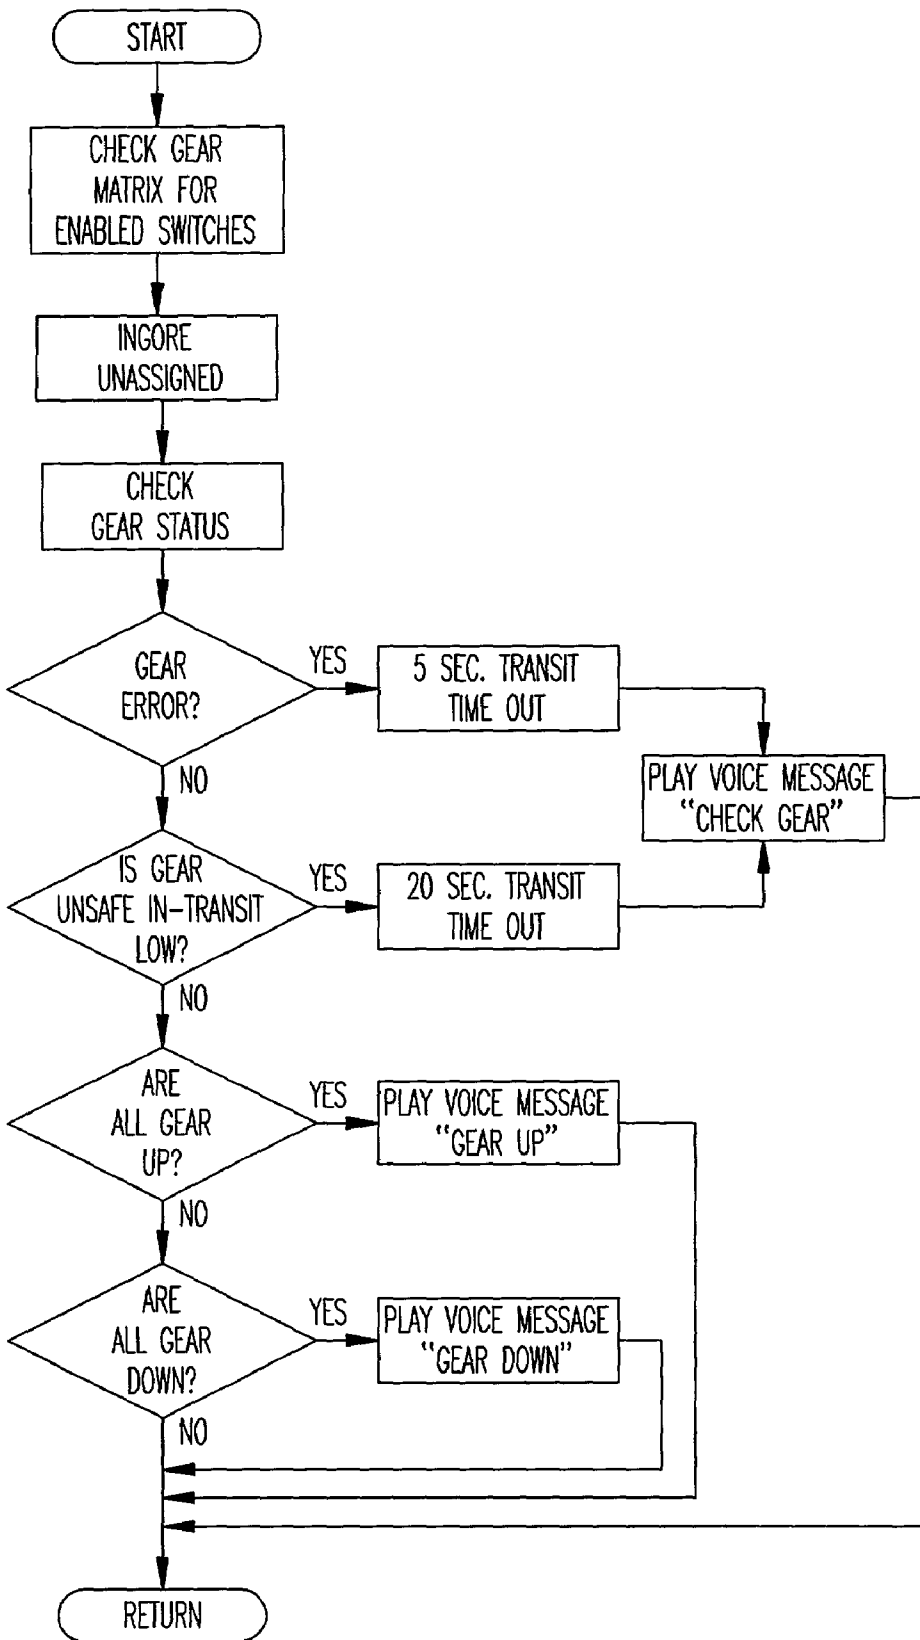 START
CHECK GEAR
MATRIX FOR
ENABLED SWITCHES
INGORE
UNASSIGNED
CHECK
GEAR STATUS
GEAR
ERROR?
YES
5 SEC. TRANSIT
TIME OUT
PLAY VOICE MESSAGE
“CHECK GEAR”
NO
IS GEAR
UNSAFE IN-TRANSIT
LOW?
YES
20 SEC. TRANSIT
TIME OUT
NO
ARE
ALL GEAR
UP?
YES
PLAY VOICE MESSAGE
“GEAR UP”
NO
ARE
ALL GEAR
DOWN?
YES
PLAY VOICE MESSAGE
“GEAR DOWN”
NO
RETURN